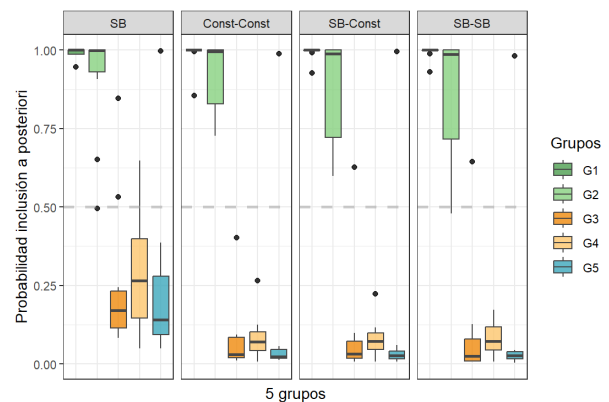 SB Const-Const SB-Const SB-SB
Probabilidad inclusión a posteriori
1.00
0.75
0.50
0.25
0.00
5 grupos
Grupos
G1
G2
G3
G4
G5